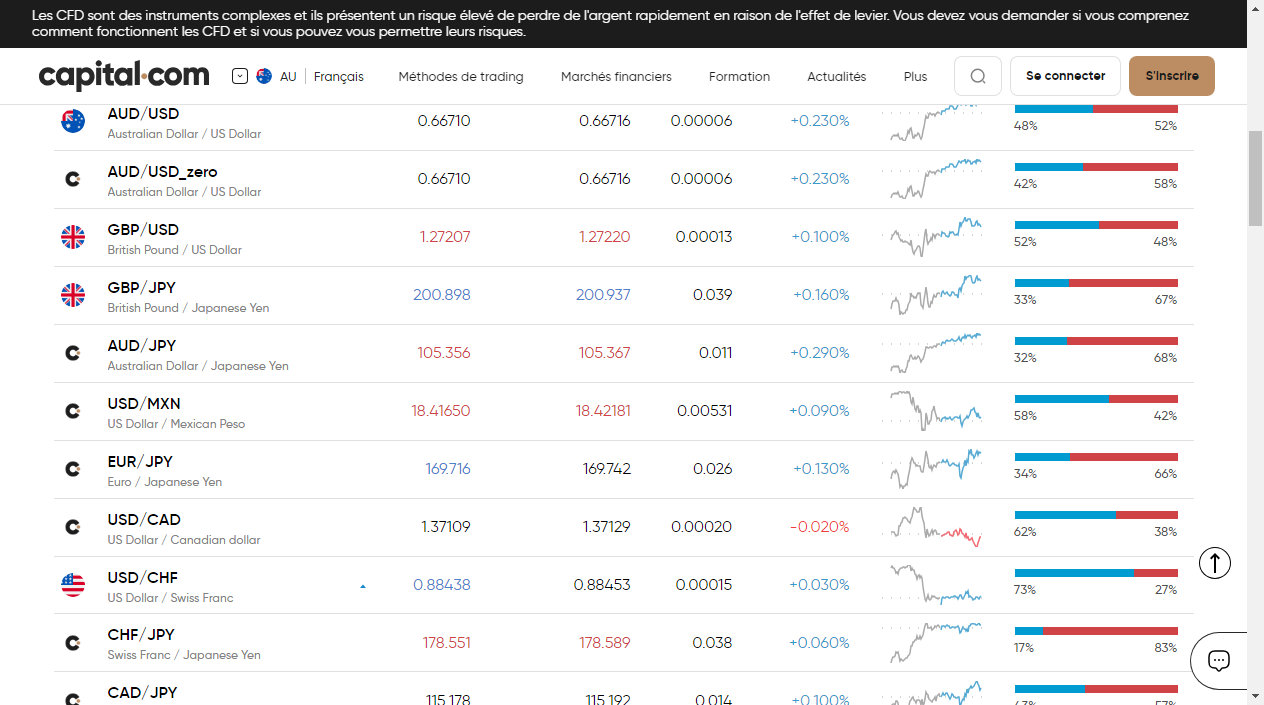 Les CFD sont des instruments complexes et ils présentent un risque élevé de perdre de l'argent rapidement en raison de l'effet de levier. Vous devez vous demander si vous comprenez
comment fonctionnent les CFD et si vous pouvez vous permettre leurs risques.
capital.com AU Français Méthodes de trading Marchés financiers Formation Actualités Plus Se connecter S'inscrire
AUD/USD 0.66710 0.66716 0.00006 +0.230%
Australian Dollar / US Dollar 48% 52%
AUD/USD_zero 0.66710 0.66716 0.00006 +0.230%
Australian Dollar / US Dollar 42% 58%
GBP/USD 1.27207 1.27220 0.00013 +0.100%
British Pound / US Dollar 52% 48%
GBP/JPY 200.898 200.937 0.039 +0.160%
British Pound / Japanese Yen 33% 67%
AUD/JPY 105.356 105.367 0.011 +0.290%
Australian Dollar / Japanese Yen 32% 68%
USD/MXN 18.41650 18.42181 0.00531 +0.090%
US Dollar / Mexican Peso 58% 42%
EUR/JPY 169.716 169.742 0.026 +0.130%
Euro / Japanese Yen 34% 66%
USD/CAD 1.37109 1.37129 0.00020 -0.020%
US Dollar / Canadian dollar 62% 38%
USD/CHF 0.88438 0.88453 0.00015 +0.030%
US Dollar / Swiss Franc 73% 27%
CHF/JPY 178.551 178.589 0.038 +0.060%
Swiss Franc / Japanese Yen 17% 83%
CAD/JPY 115.178 115.192 0.014 +0.100%